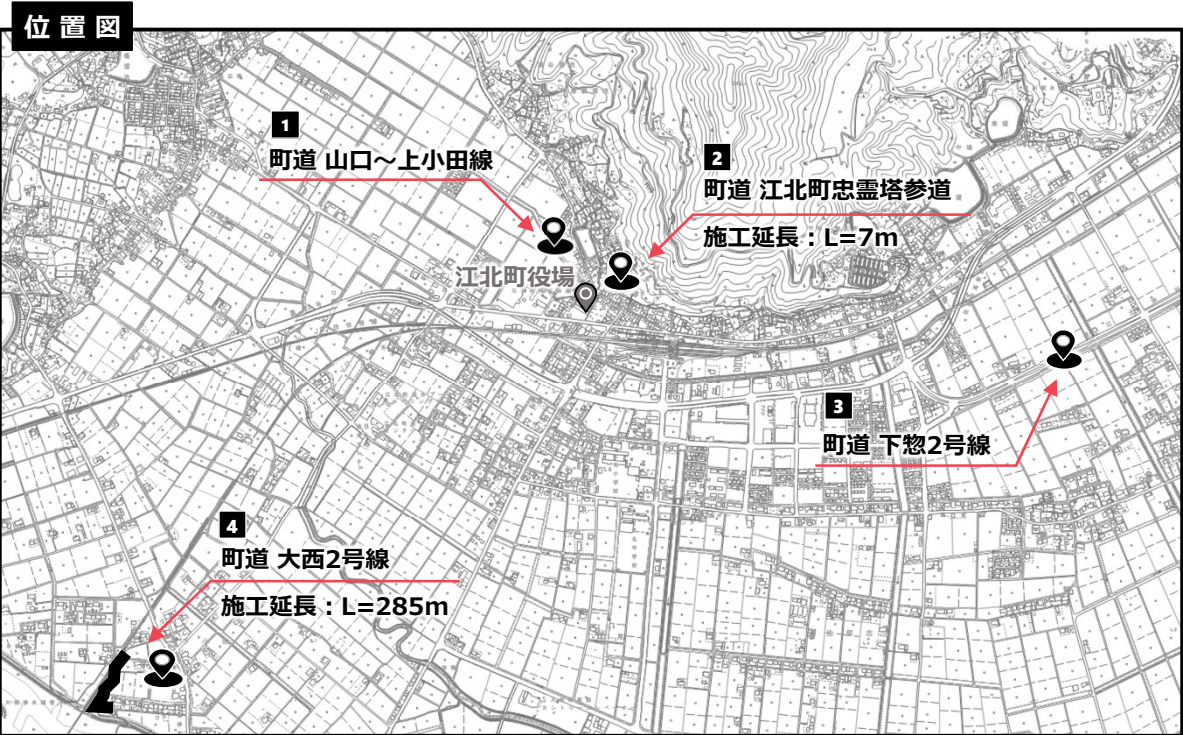 位置図
1
町道 山口～上小田線
2
町道 江北町忠霊塔参道
施工延長：L=7m
江北町役場
3
町道 下惣2号線
4
町道 大西2号線
施工延長：L=285m